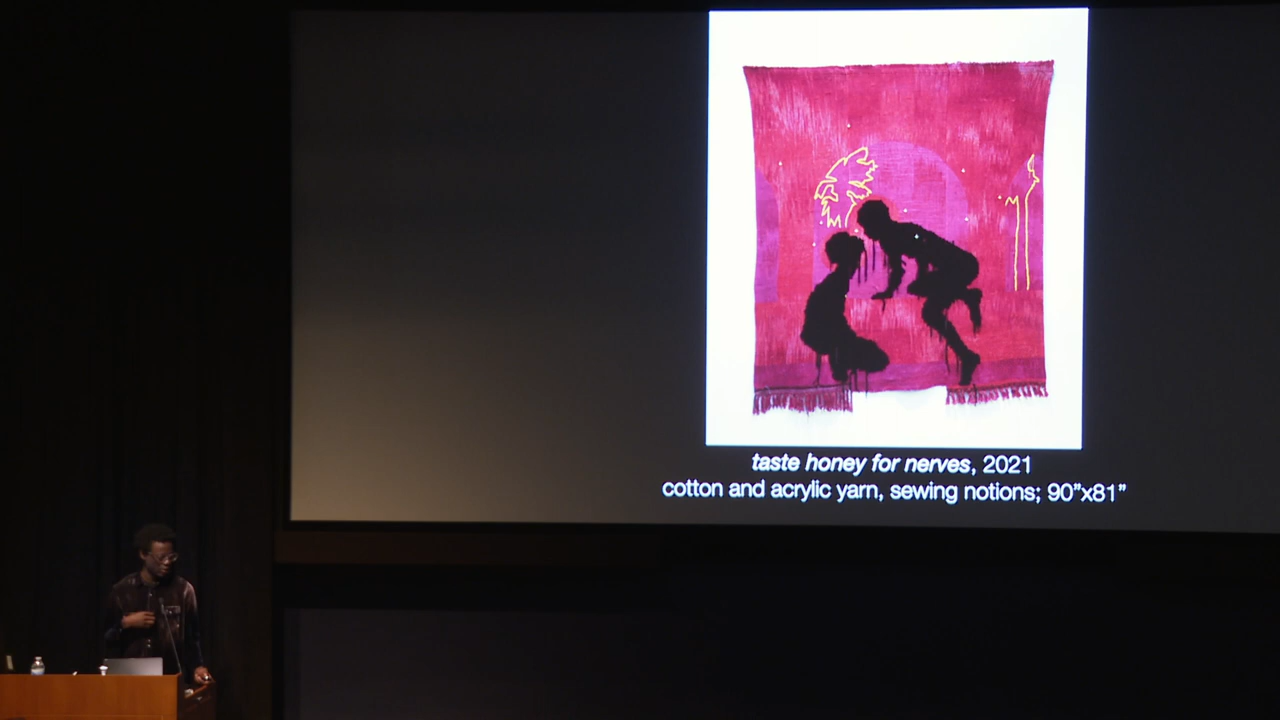 taste honey for nerves, 2021
cotton and acrylic yarn, sewing notions; 90”x81”